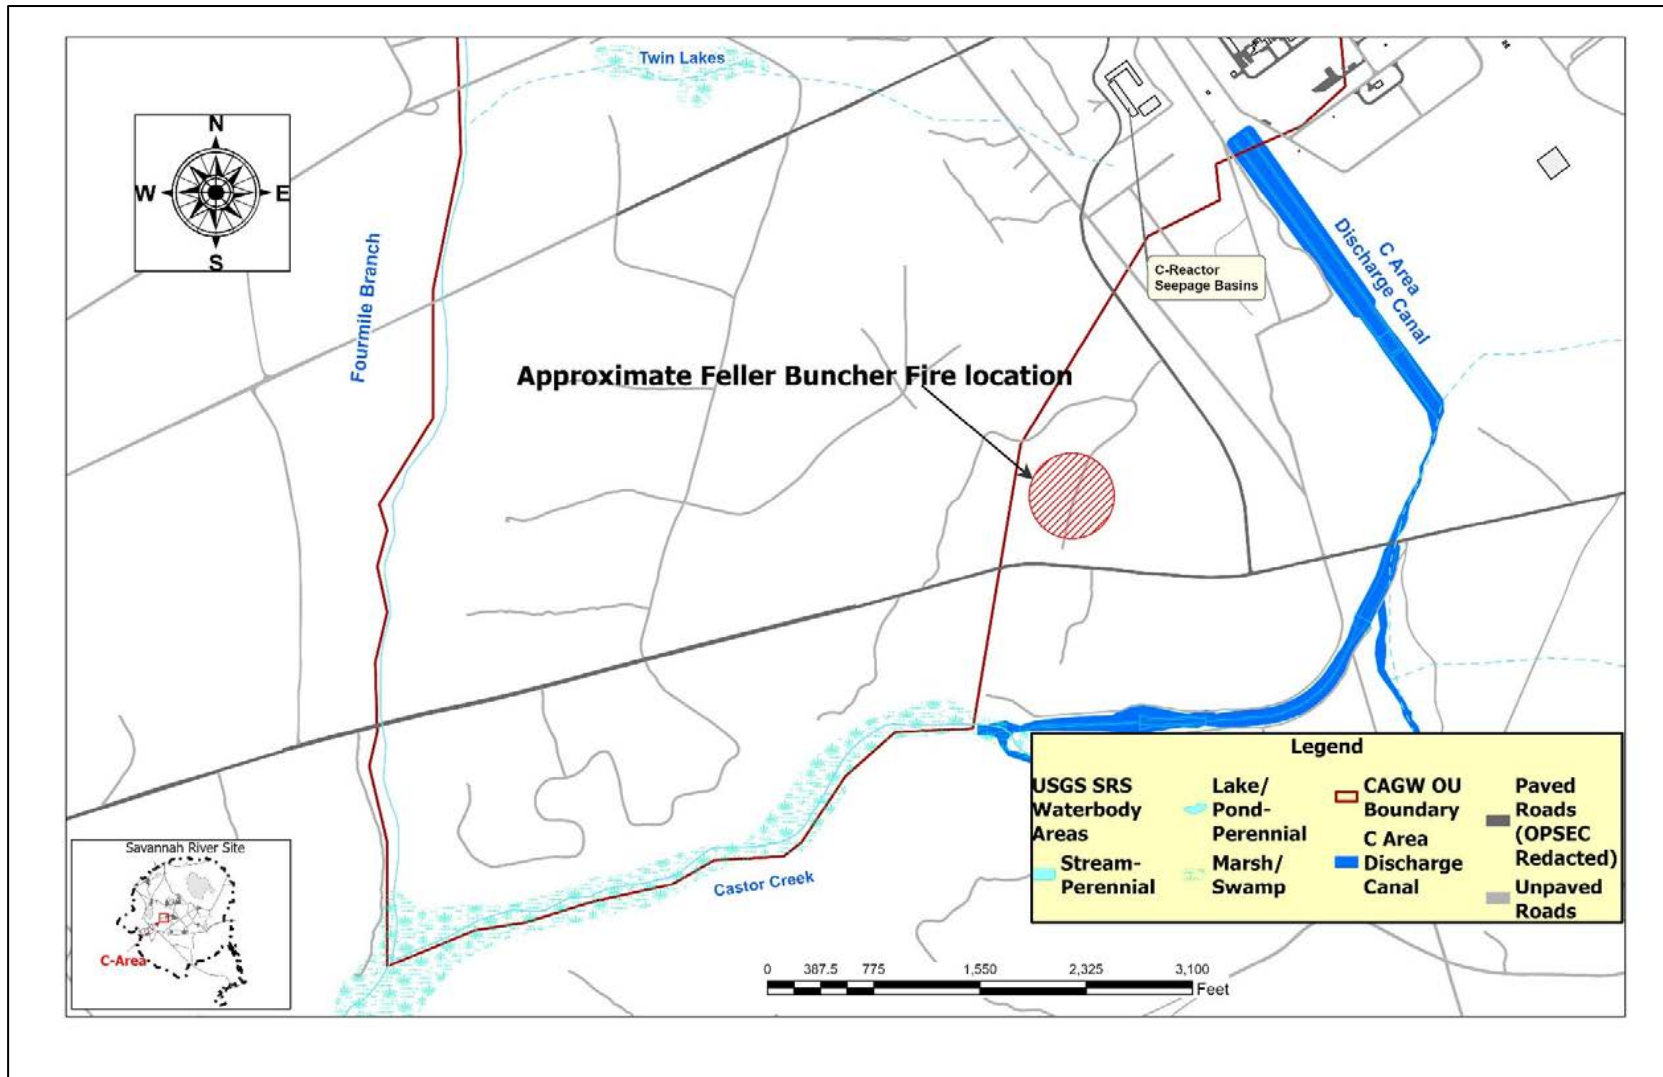 Twin Lakes
N
W E
S
Fourmile Branch
C Area
Discharge Canal
C-Reactor
Seepage Basins
Approximate Feller Buncher Fire location
Castor Creek
Legend
USGS SRS
Waterbody
Areas
Stream-
Perennial
Lake/
Pond-
Perennial
Marsh/
Swamp
CAGW OU
Boundary
C Area
Discharge
Canal
Paved
Roads
(OPSEC
Redacted)
Unpaved
Roads
Savannah River Site
C-Area
0 387.5 775 1,550 2,325 3,100
Feet